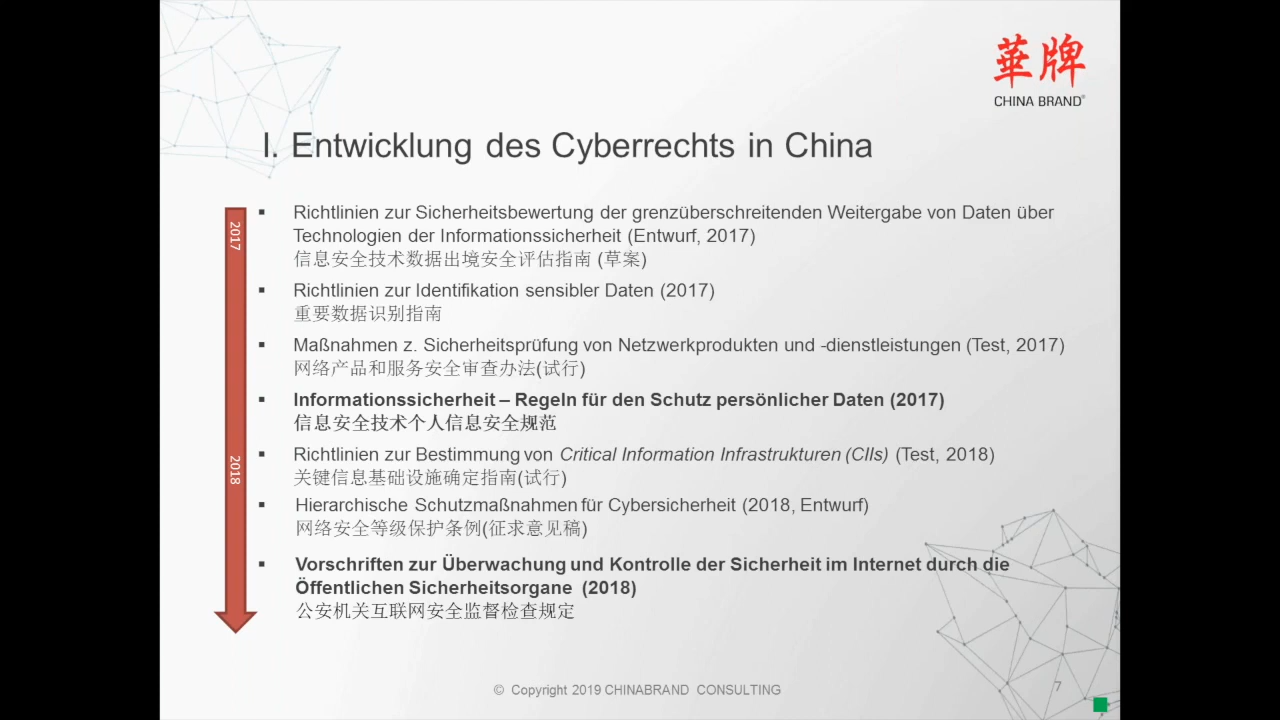 華牌
CHINA BRAND®
I. Entwicklung des Cyberrechts in China
2017
▪ Richtlinien zur Sicherheitsbewertung der grenzüberschreitenden Weitergabe von Daten über
Technologien der Informationssicherheit (Entwurf, 2017)
信息安全技术数据出境安全评估指南 (草案)
▪ Richtlinien zur Identifikation sensibler Daten (2017)
重要数据识别指南
▪ Maßnahmen z. Sicherheitsprüfung von Netzwerkprodukten und -dienstleistungen (Test, 2017)
网络产品和服务安全审查办法(试行)
▪ Informationssicherheit – Regeln für den Schutz persönlicher Daten (2017)
信息安全技术个人信息安全规范
2018
▪ Richtlinien zur Bestimmung von Critical Information Infrastrukturen (CIIs) (Test, 2018)
关键信息基础设施确定指南(试行)
▪ Hierarchische Schutzmaßnahmen für Cybersicherheit (2018, Entwurf)
网络安全等级保护条例(征求意见稿)
▪ Vorschriften zur Überwachung und Kontrolle der Sicherheit im Internet durch die
Öffentlichen Sicherheitsorgane (2018)
公安机关互联网安全监督检查规定
© Copyright 2019 CHINABRAND CONSULTING
7